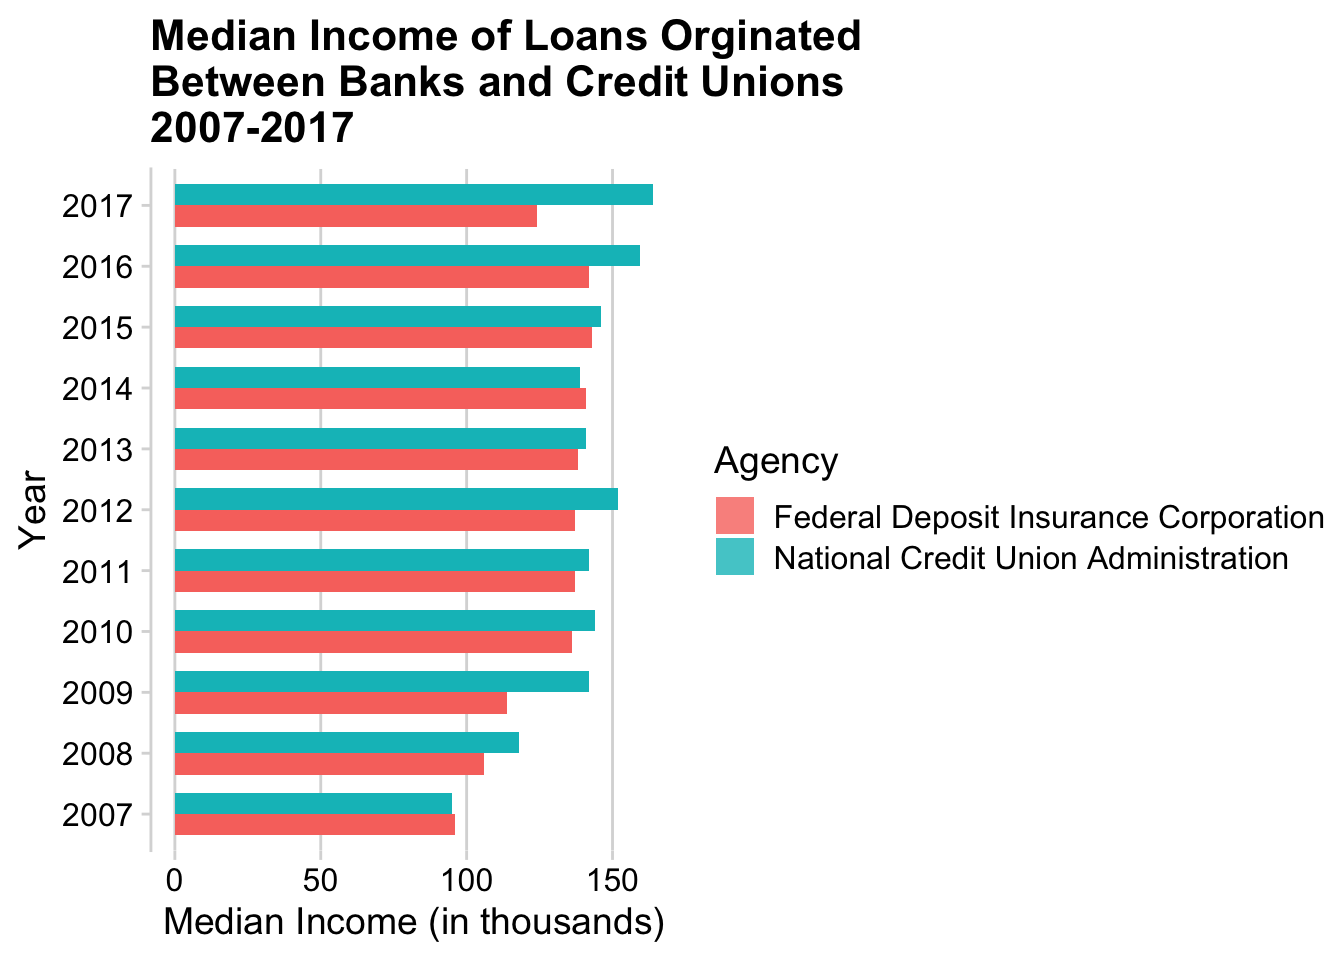 Median Income of Loans Orginated
Between Banks and Credit Unions
2007-2017
2017
2016
2015
2014
2013
2012
2011
2010
2009
2008
2007
Year
0 50 100 150
Median Income (in thousands)
Agency
Federal Deposit Insurance Corporation
National Credit Union Administration